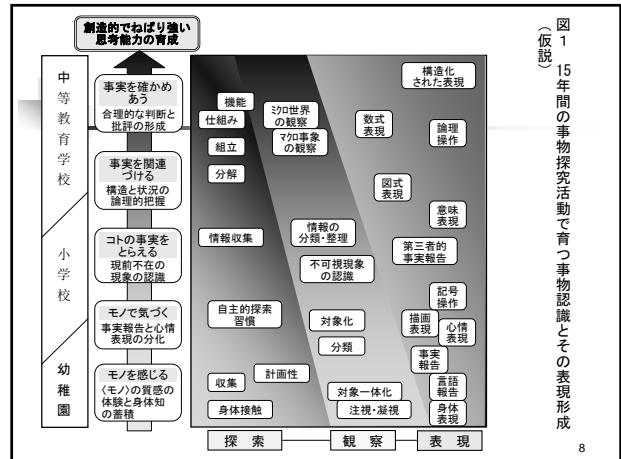 図１　15年間の事物探究活動で育つ事物認識とその表現形成
（仮説）
創造的でねばり強い
思考能力の育成
中等教育学校
小学校
幼稚園
事実を確かめ
あう
合理的な判断と
批評の形成
事実を関連
づける
構造と状況の
論理的把握
コトの事実を
とらえる
現前不在の
現象の認識
モノで気づく
事実報告と心情
表現の分化
モノを感じる
〈モノ〉の質感の
体験と身体知
の蓄積
機能
仕組み
組立
分解
情報収集
自主的探索
習慣
計画性
収集
身体接触
ミクロ世界
の観察
マクロ事象
の観察
情報の
分類・整理
不可視現象
の認識
対象化
分類
対象一体化
注視・凝視
構造化
された表現
数式
表現
論理
操作
図式
表現
意味
表現
第三者的
事実報告
記号
操作
描画
表現
心情
表現
事実
報告
言語
報告
身体
表現
探索
観察
表現
8